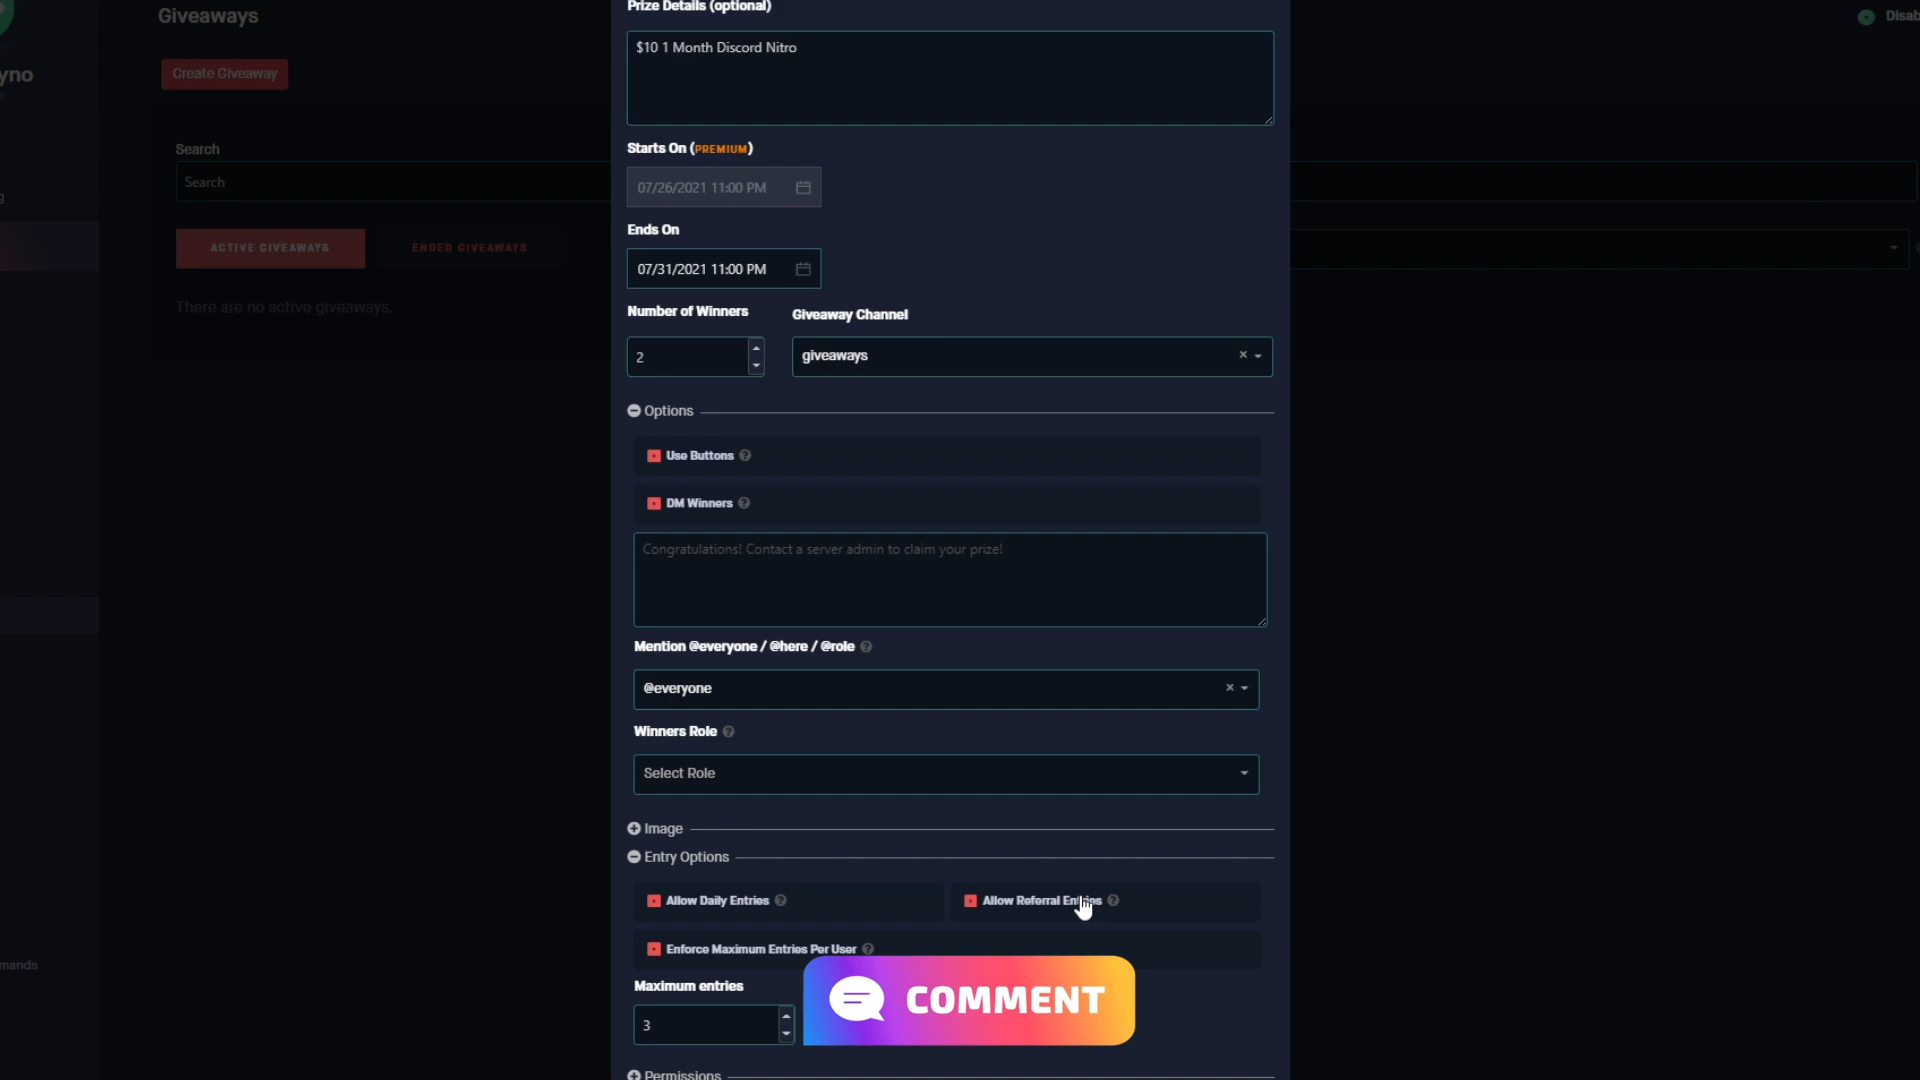 Giveaways
Disab
yno
Create Giveaway
Search
Search
ACTIVE GIVEAWAYS
ENDED GIVEAWAYS
There are no active giveaways.
mands
Prize Details (optional)
$10 1 Month Discord Nitro
Starts On (PREMIUM)
07/26/2021 11:00 PM
Ends On
07/31/2021 11:00 PM
Number of Winners
Giveaway Channel
2
giveaways
Options
Use Buttons
DM Winners
Congratulations! Contact a server admin to claim your prize!
Mention @everyone / @here / @role
@everyone
Winners Role
Select Role
Image
Entry Options
Allow Daily Entries
Allow Referral Entries
Enforce Maximum Entries Per User
Maximum entries
3
COMMENT
Permissions